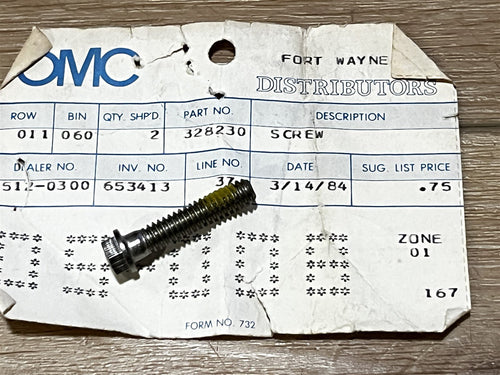 OMC
FORT WAYNE
DISTRIBUTORS
ROW BIN QTY. SHP'D. PART NO. DESCRIPTION
011 060 2 328230 SCREW
DEALER NO. INV. NO. LINE NO. DATE SUG. LIST PRICE
512-0300 653413 37 3/14/84 .75
ZONE
01
167
FORM NO. 732